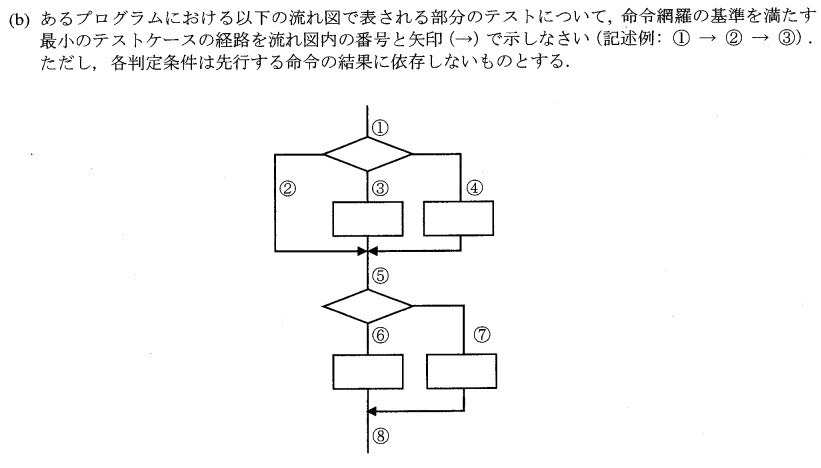 (b) あるプログラムにおける以下の流れ図で表される部分のテストについて, 命令網羅の基準を満たす
最小のテストケースの経路を流れ図内の番号と矢印 (→) で示しなさい (記述例: ① → ② → ③) .
ただし, 各判定条件は先行する命令の結果に依存しないものとする.
①
② ③ ④
⑤
⑥ ⑦
⑧